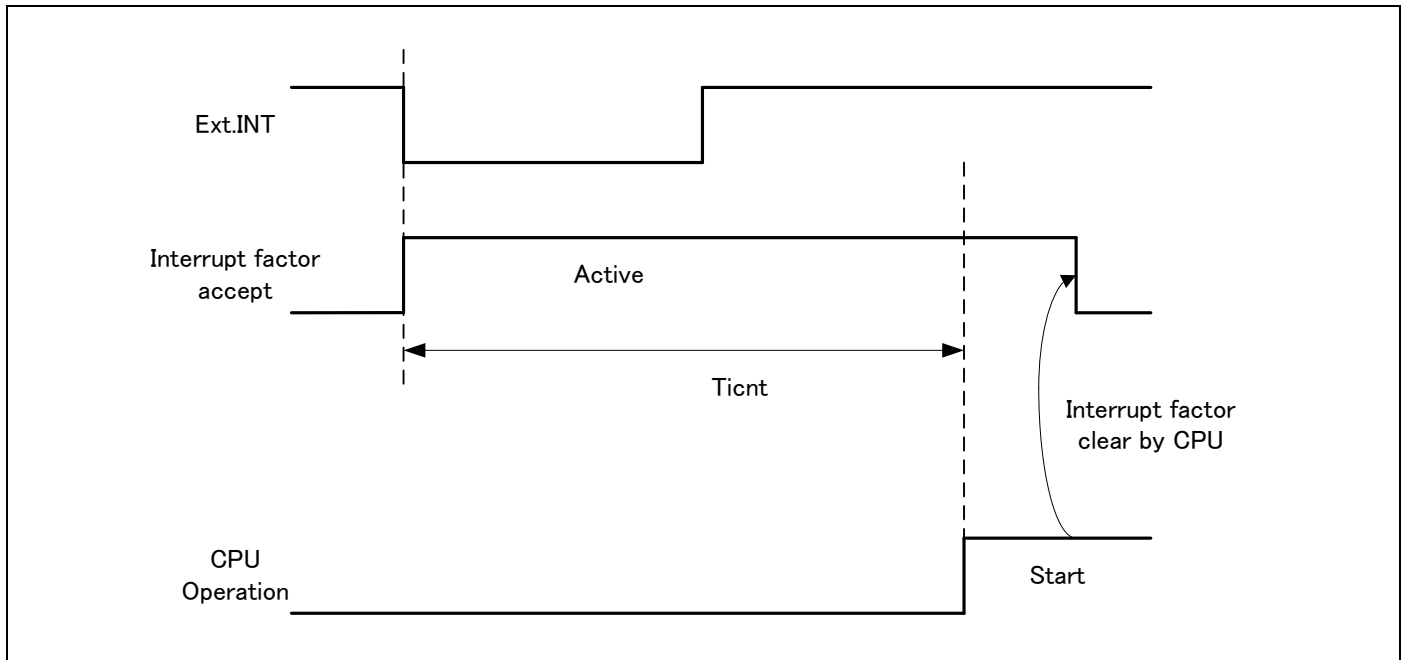 Ext.INT
Interrupt factor
accept
Active
Ticnt
Interrupt factor
clear by CPU
CPU
Operation
Start